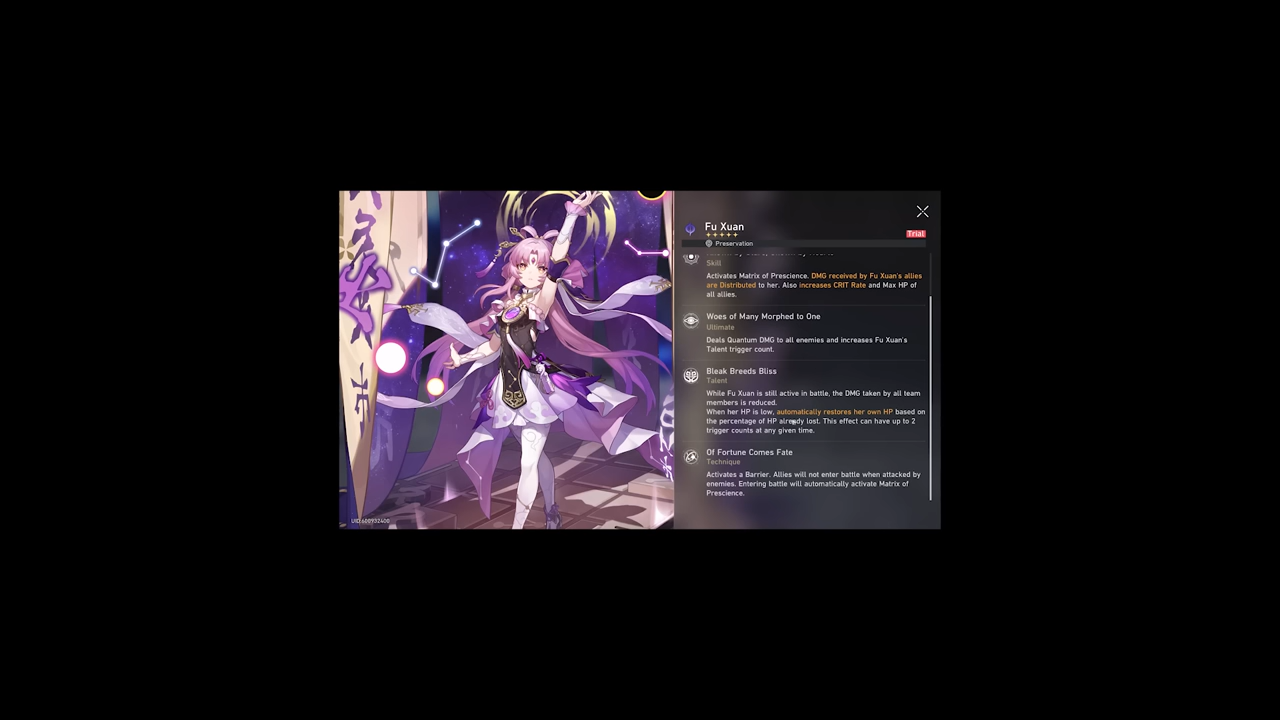 Fu Xuan
Trial
Preservation
Skill
Activates Matrix of Prescience. DMG received by Fu Xuan's allies
are Distributed to her. Also increases CRIT Rate and Max HP of
all allies.
Woes of Many Morphed to One
Ultimate
Deals Quantum DMG to all enemies and increases Fu Xuan's
Talent trigger count.
Bleak Breeds Bliss
Talent
While Fu Xuan is still active in battle, the DMG taken by all team
members is reduced.
When her HP is low, automatically restores her own HP based on
the percentage of HP already lost. This effect can have up to 2
trigger counts at any given time.
Of Fortune Comes Fate
Technique
Activates a Barrier. Allies will not enter battle when attacked by
enemies. Entering battle will automatically activate Matrix of
Prescience.
UID:600932400